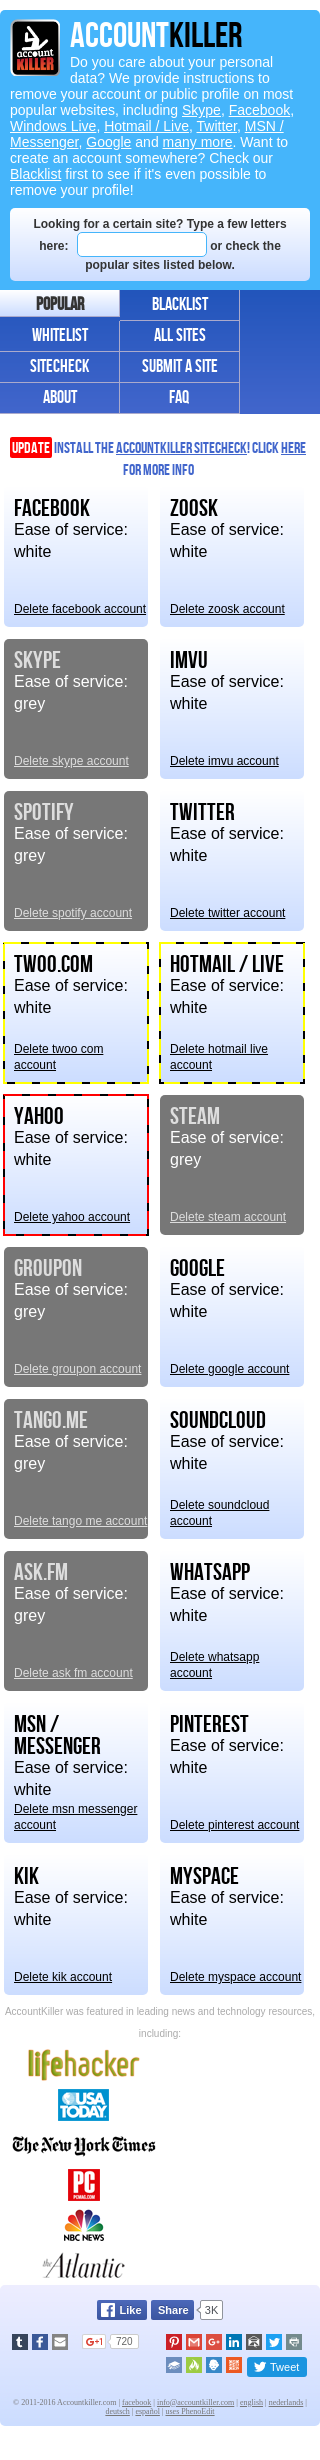 account
KILLER
ACCOUNTKILLER
Do you care about your personal
data? We provide instructions to
remove your account or public profile on most
popular websites, including Skype, Facebook,
Windows Live, Hotmail / Live, Twitter, MSN /
Messenger, Google and many more. Want to
create an account somewhere? Check our
Blacklist first to see if it's even possible to
remove your profile!
Looking for a certain site? Type a few letters
here: or check the
popular sites listed below.
POPULAR
BLACKLIST
WHITELIST
ALL SITES
SITECHECK
SUBMIT A SITE
ABOUT
FAQ
UPDATE INSTALL THE ACCOUNTKILLER SITECHECK! CLICK HERE
FOR MORE INFO
FACEBOOK
Ease of service:
white
Delete facebook account
ZOOSK
Ease of service:
white
Delete zoosk account
SKYPE
Ease of service:
grey
Delete skype account
IMVU
Ease of service:
white
Delete imvu account
SPOTIFY
Ease of service:
grey
Delete spotify account
TWITTER
Ease of service:
white
Delete twitter account
TWOO.COM
Ease of service:
white
Delete twoo com
account
HOTMAIL / LIVE
Ease of service:
white
Delete hotmail live
account
YAHOO
Ease of service:
white
Delete yahoo account
STEAM
Ease of service:
grey
Delete steam account
GROUPON
Ease of service:
grey
Delete groupon account
GOOGLE
Ease of service:
white
Delete google account
TANGO.ME
Ease of service:
grey
Delete tango me account
SOUNDCLOUD
Ease of service:
white
Delete soundcloud
account
ASK.FM
Ease of service:
grey
Delete ask fm account
WHATSAPP
Ease of service:
white
Delete whatsapp
account
MSN /
MESSENGER
Ease of service:
white
Delete msn messenger
account
PINTEREST
Ease of service:
white
Delete pinterest account
KIK
Ease of service:
white
Delete kik account
MYSPACE
Ease of service:
white
Delete myspace account
AccountKiller was featured in leading news and technology resources,
including:
lifehacker
USA
TODAY
The New York Times
PC
PCMAG.COM
NBC NEWS
The Atlantic
Like Share 3K
G+1 720
Tweet
© 2011-2016 Accountkiller.com | facebook | info@accountkiller.com | english | nederlands |
deutsch | español | uses PhenoEdit